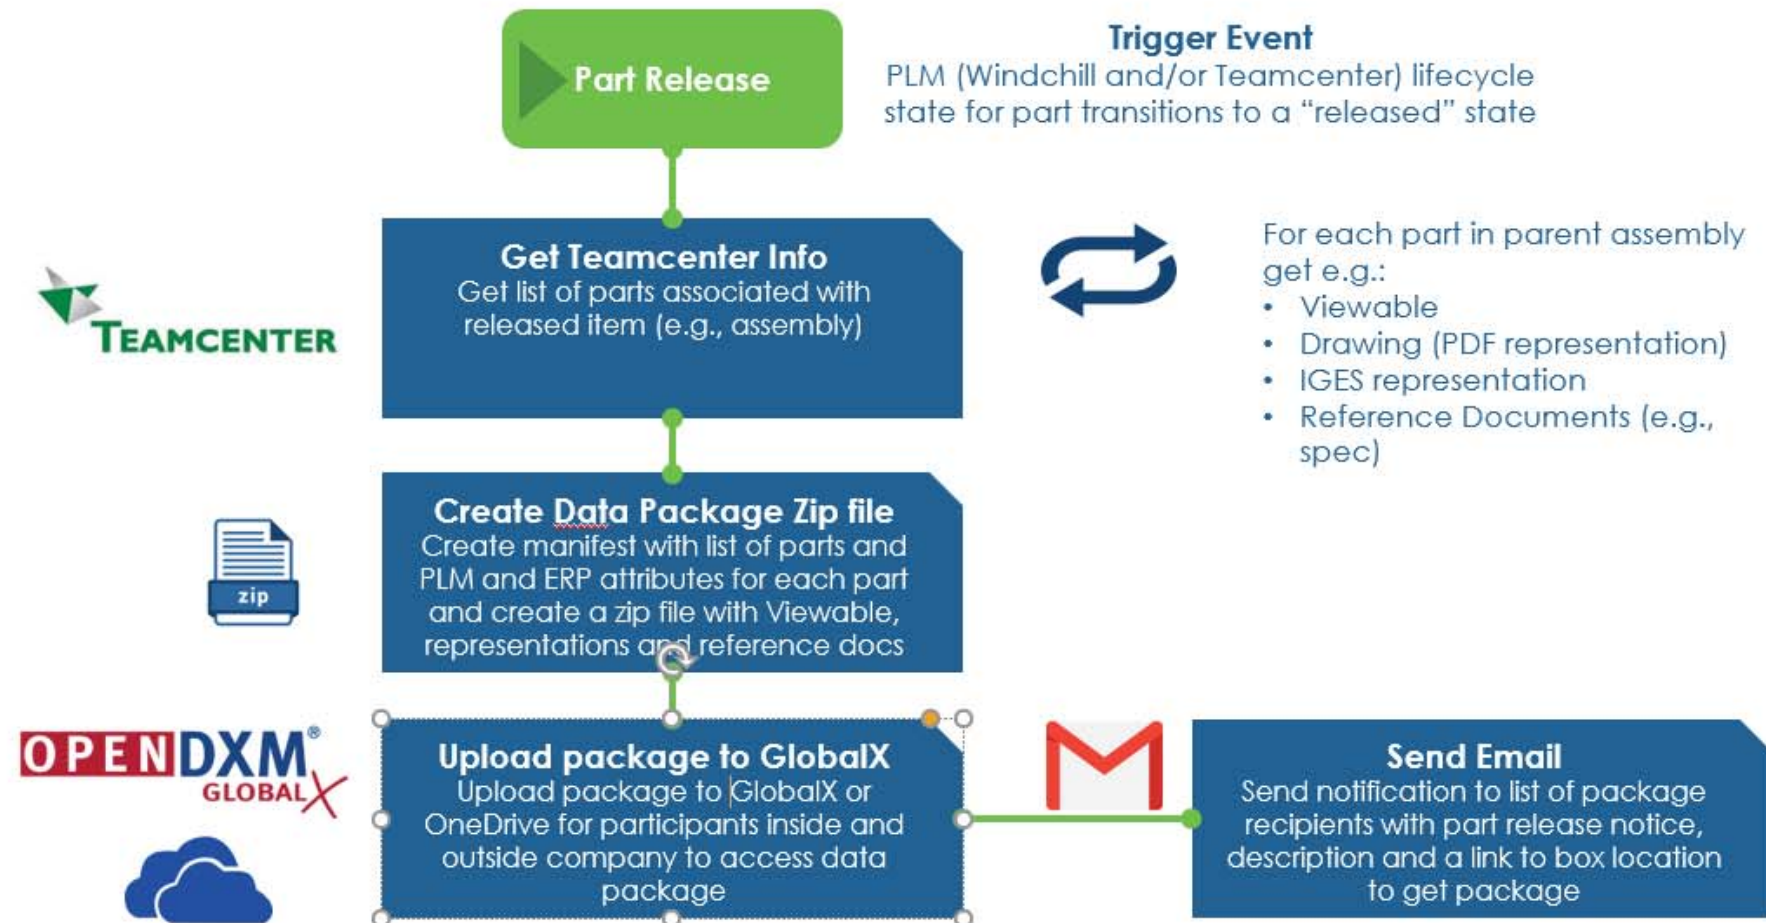 Part Release
Trigger Event
PLM (Windchill and/or Teamcenter) lifecycle
state for part transitions to a “released” state
TEAMCENTER
Get Teamcenter Info
Get list of parts associated with
released item (e.g., assembly)
For each part in parent assembly
get e.g.:
• Viewable
• Drawing (PDF representation)
• IGES representation
• Reference Documents (e.g.,
spec)
zip
Create Data Package Zip file
Create manifest with list of parts and
PLM and ERP attributes for each part
and create a zip file with Viewable,
representations and reference docs
OPENDXM®
GLOBALX
Upload package to GlobalX
Upload package to GlobalX or
OneDrive for participants inside and
outside company to access data
package
Send Email
Send notification to list of package
recipients with part release notice,
description and a link to box location
to get package